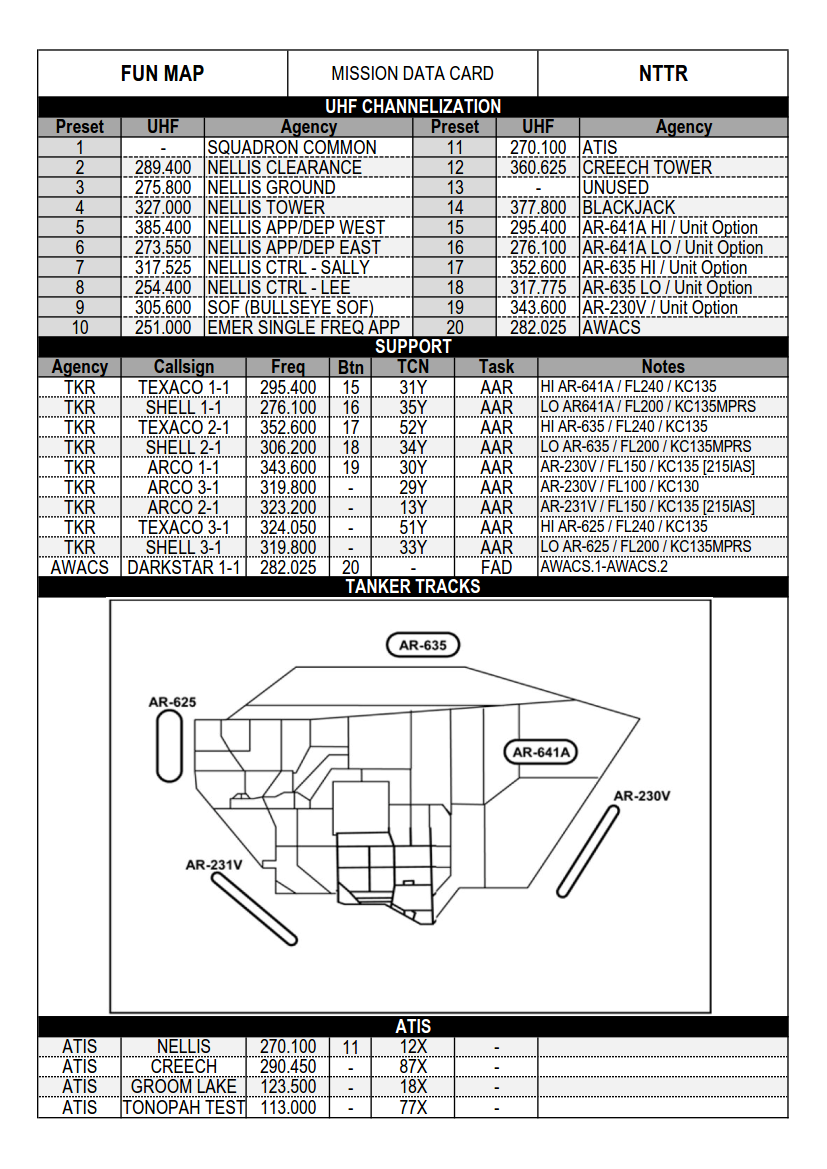 FUN MAP MISSION DATA CARD NTTR
UHF CHANNELIZATION
Preset UHF Agency Preset UHF Agency
1 - SQUADRON COMMON 11 270.100 ATIS
2 289.400 NELLIS CLEARANCE 12 360.625 CREECH TOWER
3 275.800 NELLIS GROUND 13 - UNUSED
4 327.000 NELLIS TOWER 14 377.800 BLACKJACK
5 385.400 NELLIS APP/DEP WEST 15 295.400 AR-641A HI / Unit Option
6 273.550 NELLIS APP/DEP EAST 16 276.100 AR-641A LO / Unit Option
7 317.525 NELLIS CTRL - SALLY 17 352.600 AR-635 HI / Unit Option
8 254.400 NELLIS CTRL - LEE 18 317.775 AR-635 LO / Unit Option
9 305.600 SOF (BULLSEYE SOF) 19 343.600 AR-230V / Unit Option
10 251.000 EMER SINGLE FREQ APP 20 282.025 AWACS
SUPPORT
Agency Callsign Freq Btn TCN Task Notes
TKR TEXACO 1-1 295.400 15 31Y AAR HI AR-641A / FL240 / KC135
TKR SHELL 1-1 276.100 16 35Y AAR LO AR641A / FL200 / KC135MPRS
TKR TEXACO 2-1 352.600 17 52Y AAR HI AR-635 / FL240 / KC135
TKR SHELL 2-1 306.200 18 34Y AAR LO AR-635 / FL200 / KC135MPRS
TKR ARCO 1-1 343.600 19 30Y AAR AR-230V / FL150 / KC135 [215IAS]
TKR ARCO 3-1 319.800 - 29Y AAR AR-230V / FL100 / KC130
TKR ARCO 2-1 323.200 - 13Y AAR AR-231V / FL150 / KC135 [215IAS]
TKR TEXACO 3-1 324.050 - 51Y AAR HI AR-625 / FL240 / KC135
TKR SHELL 3-1 319.800 - 33Y AAR LO AR-625 / FL200 / KC135MPRS
AWACS DARKSTAR 1-1 282.025 20 - FAD AWACS.1-AWACS.2
TANKER TRACKS
AR-635
AR-625
AR-641A
AR-230V
AR-231V
ATIS
ATIS NELLIS 270.100 11 12X -
ATIS CREECH 290.450 - 87X -
ATIS GROOM LAKE 123.500 - 18X -
ATIS TONOPAH TEST 113.000 - 77X -